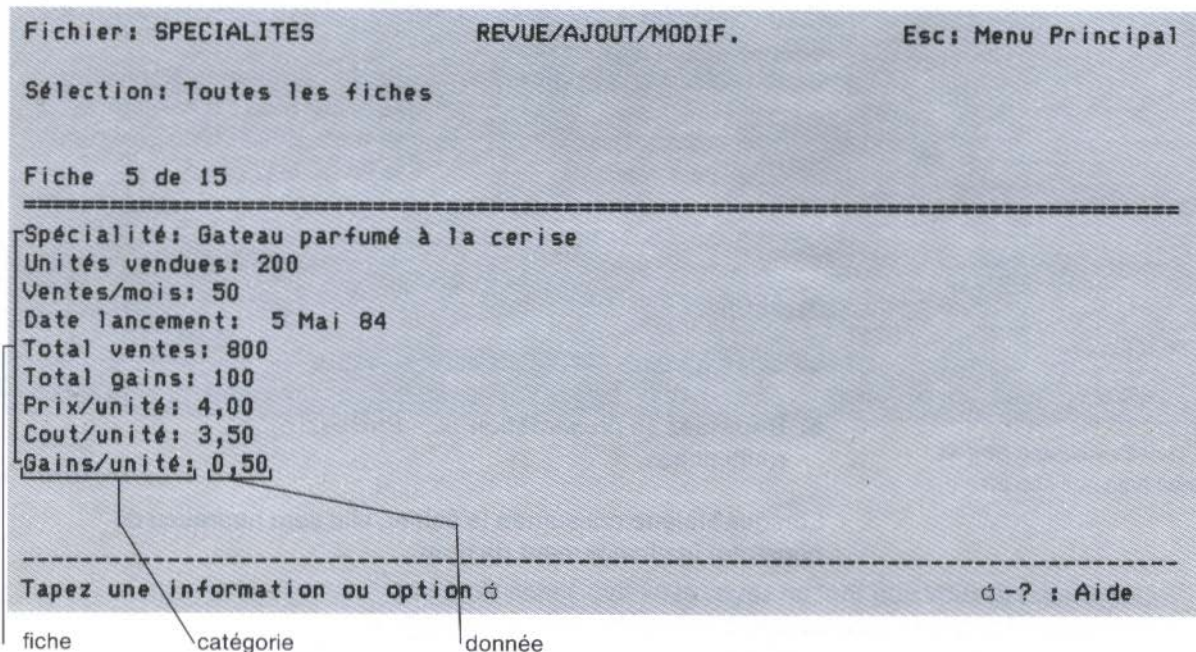 Fichier: SPECIALITES REVUE/AJOUT/MODIF. Esc: Menu Principal
Sélection: Toutes les fiches
Fiche 5 de 15
Spécialité: Gateau parfumé à la cerise
Unités vendues: 200
Ventes/mois: 50
Date lancement: 5 Mai 84
Total ventes: 800
Total gains: 100
Prix/unité: 4,00
Cout/unité: 3,50
Gains/unité: 0,50
Tapez une information ou option -? : Aide
fiche catégorie donnée